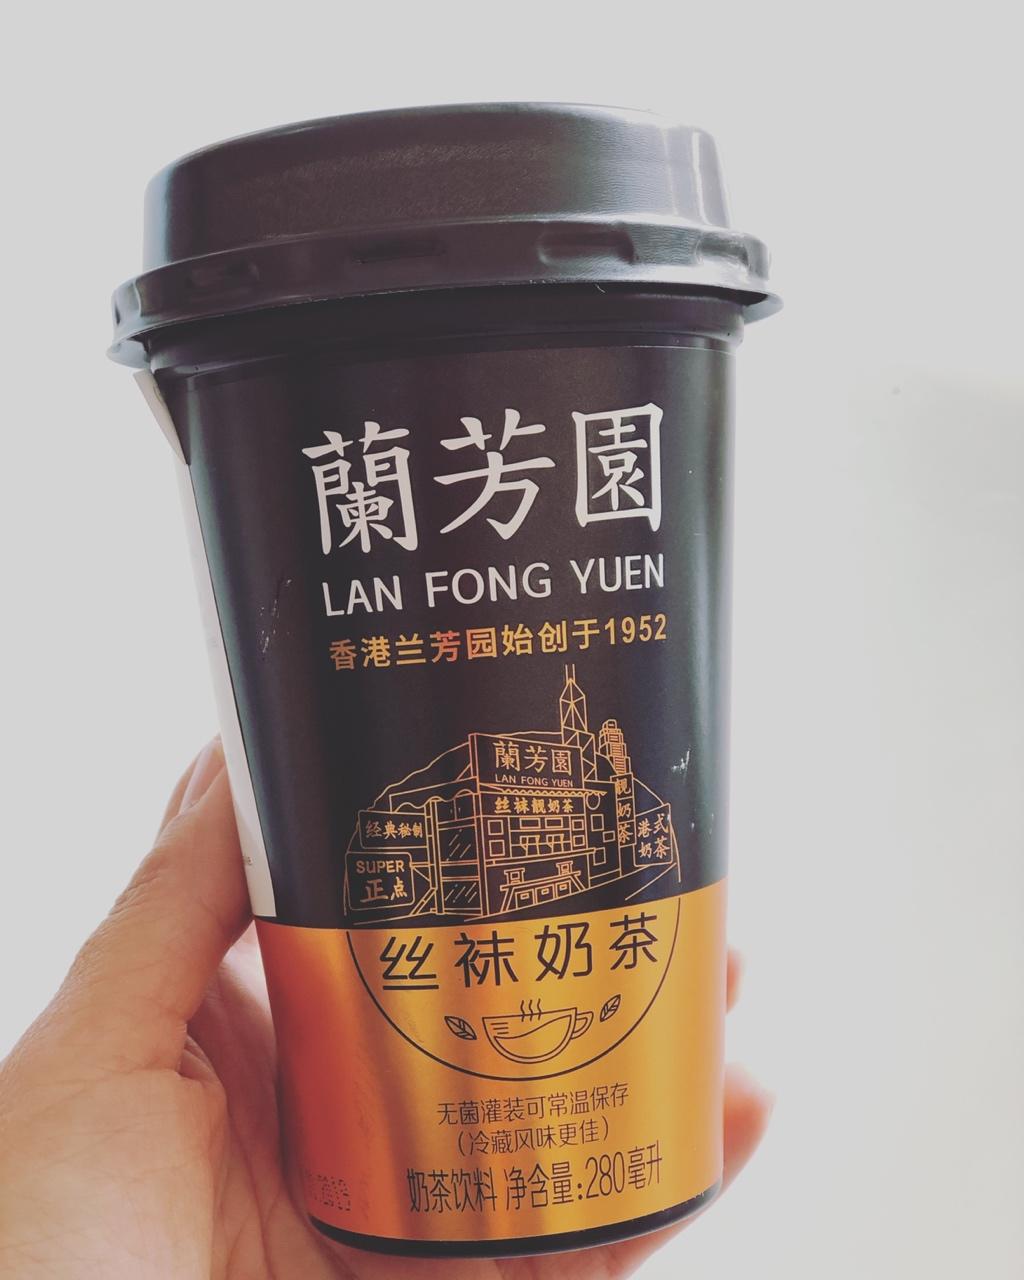 蘭芳園
LAN FONG YUEN
香港兰芳园始创于1952
蘭芳園
LAN FONG YUEN
丝袜靓奶茶
靓奶茶
经典秘制
港式
奶茶
SUPER
正点
丝袜奶茶
无菌灌装可常温保存
(冷藏风味更佳)
奶茶饮料 净含量:280毫升